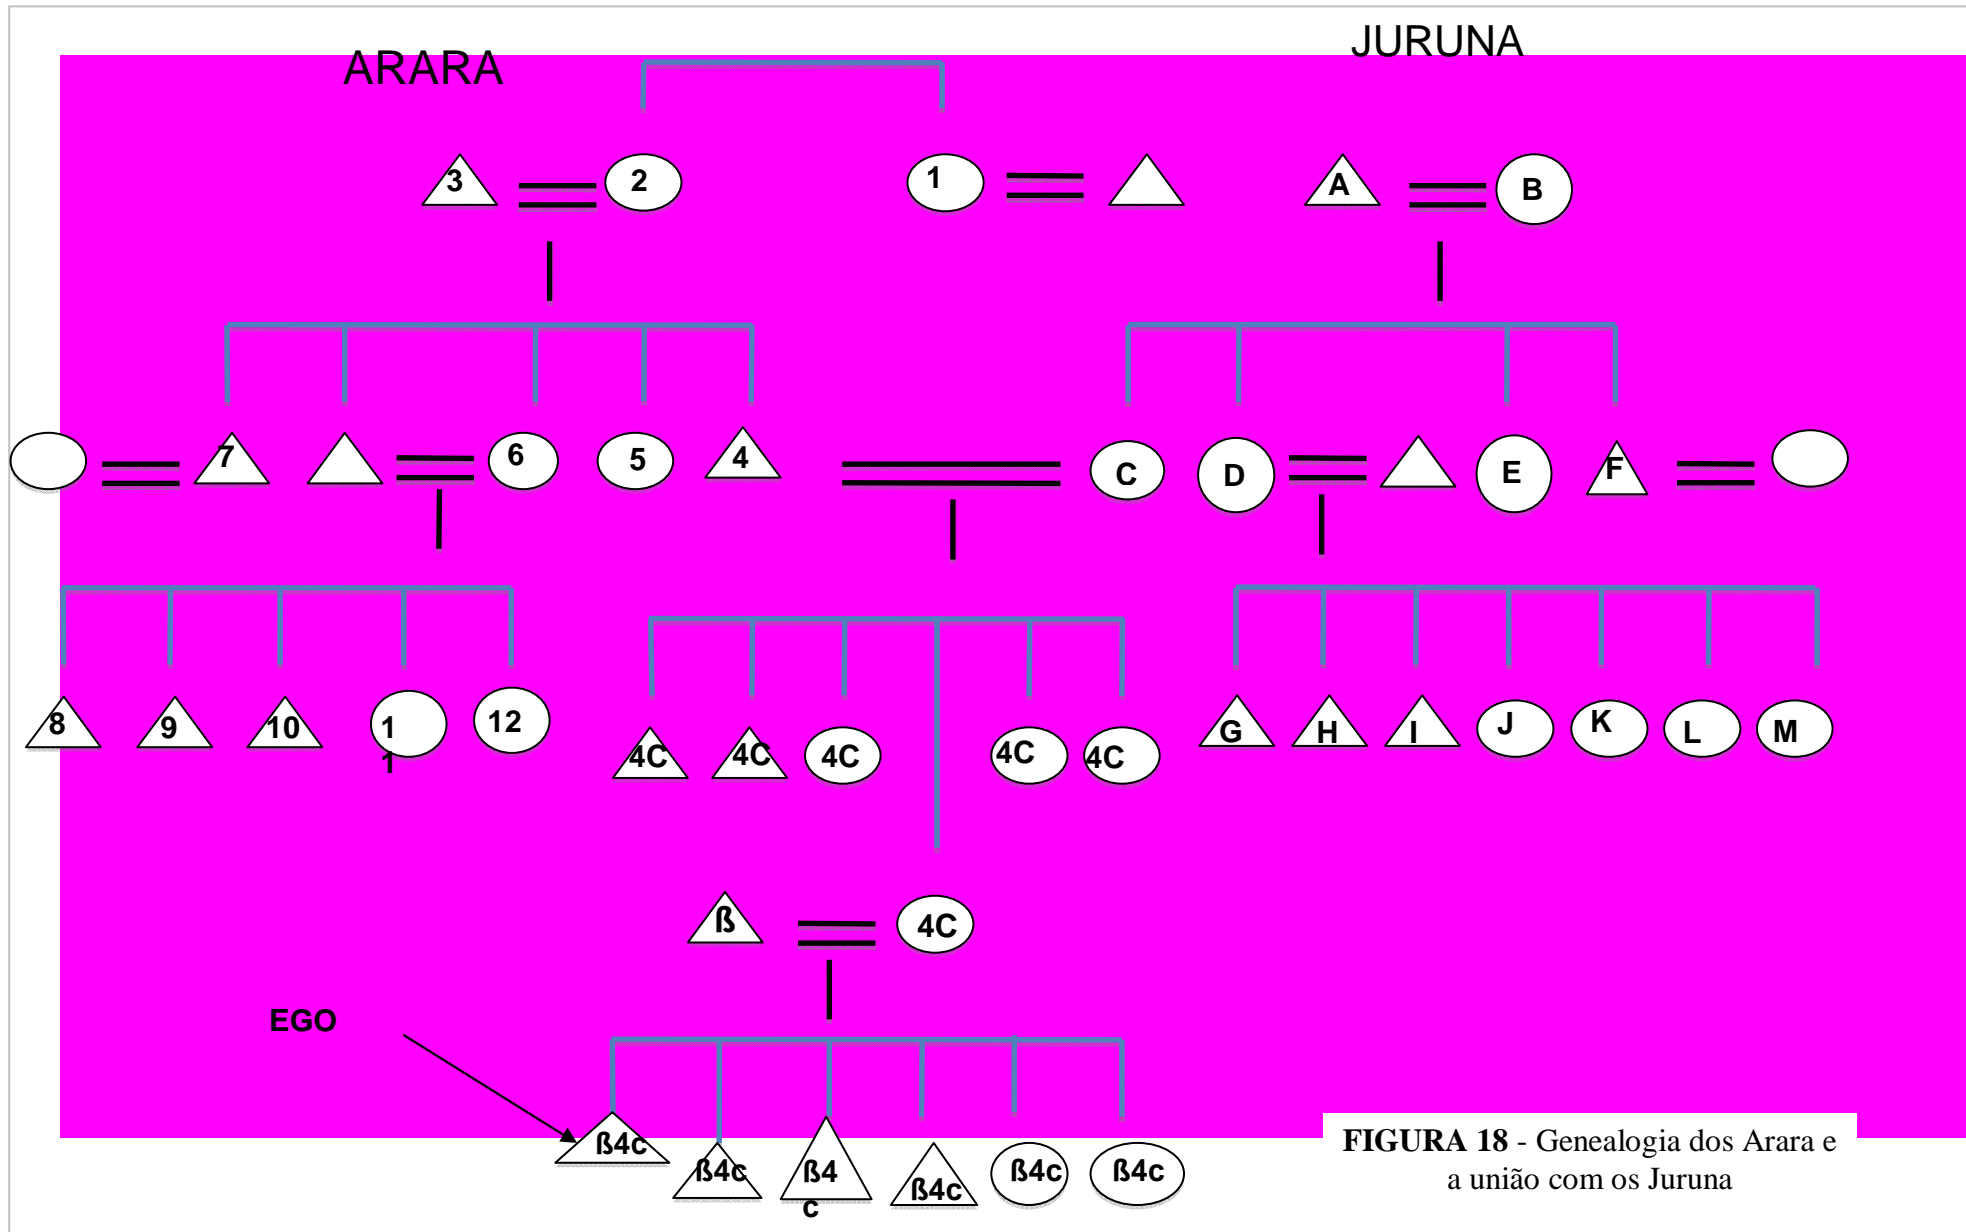 ARARA
JURUNA
3
2
1
A
B
7
6
5
4
C
D
E
F
8
9
10
1
1
12
4C
4C
4C
4C
4C
G
H
I
J
K
L
M
ß
4C
EGO
ß4c
ß4c
ß4
c
ß4c
ß4c
ß4c
FIGURA 18 - Genealogia dos Arara e
a união com os Juruna